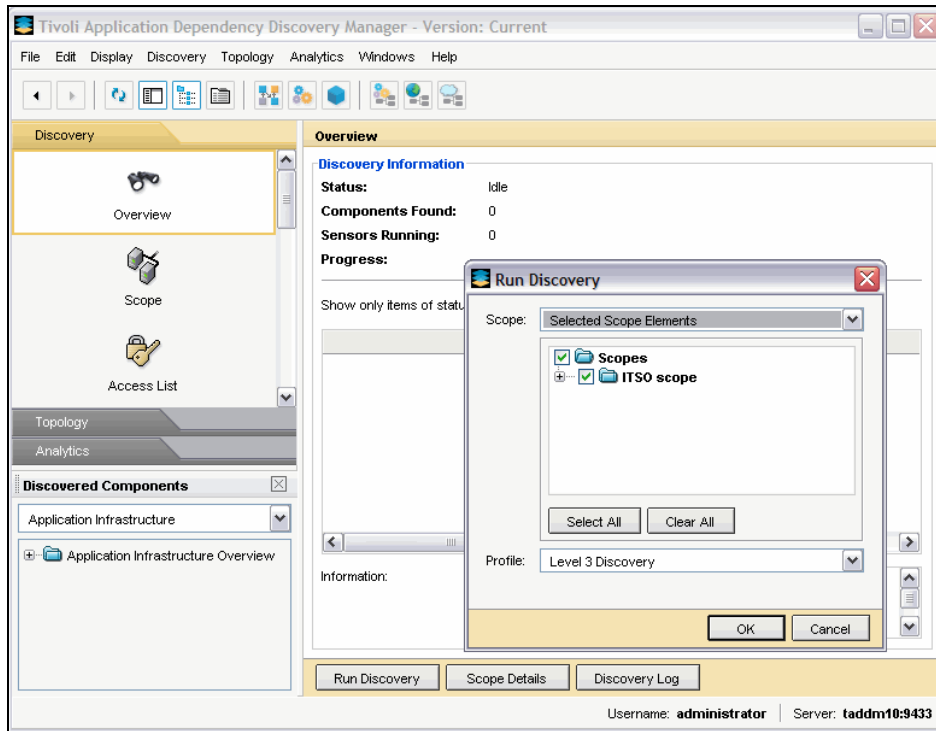 Tivoli Application Dependency Discovery Manager - Version: Current
File Edit Display Discovery Topology Analytics Windows Help
Discovery
Overview
Scope
Access List
Topology
Analytics
Discovered Components
Application Infrastructure
Application Infrastructure Overview
Overview
Discovery Information
Status: Idle
Components Found: 0
Sensors Running: 0
Progress:
Show only items of statu
Information:
Run Discovery
Scope: Selected Scope Elements
Scopes
ITSO scope
Select All Clear All
Profile: Level 3 Discovery
OK Cancel
Run Discovery Scope Details Discovery Log
Username: administrator Server: taddm10:9433